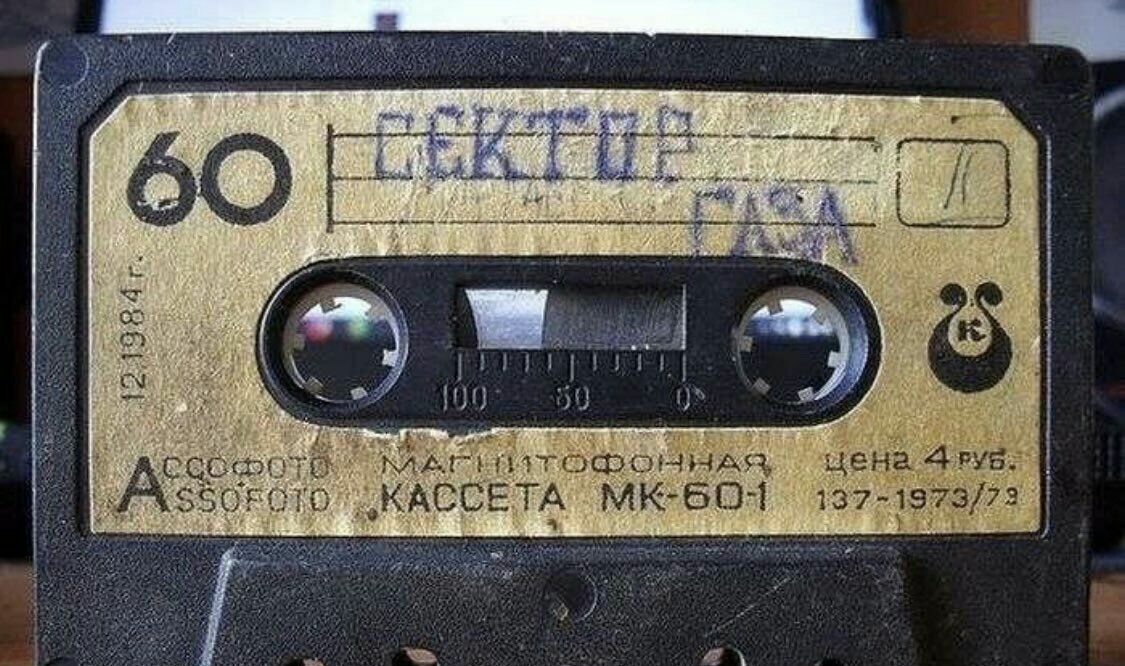 60
СЕКТОР
ГАЗА
II
12 1984 г.
К
100 50 0
АССОФОТО
ASSOFOTO
МАГНИТОФОННАЯ
КАССЕТА МК-60-1
цена 4 РУБ.
137-1973/73